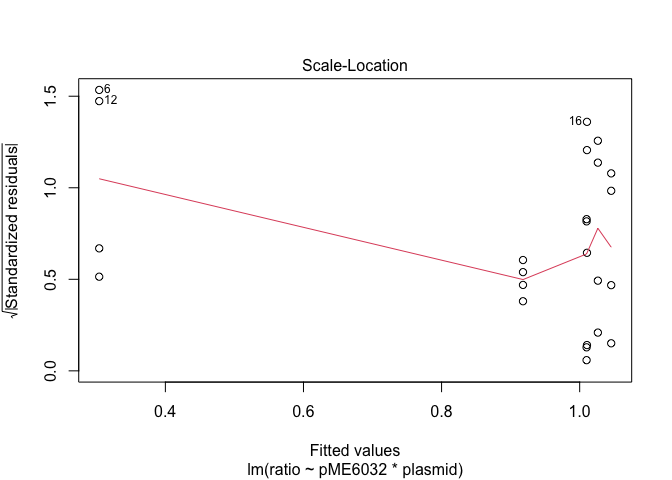 Scale-Location
√|Standardized residuals|
1.5
1.0
0.5
0.0
6
12
16
0.4
0.6
0.8
1.0
Fitted values
lm(ratio ~ pME6032 * plasmid)